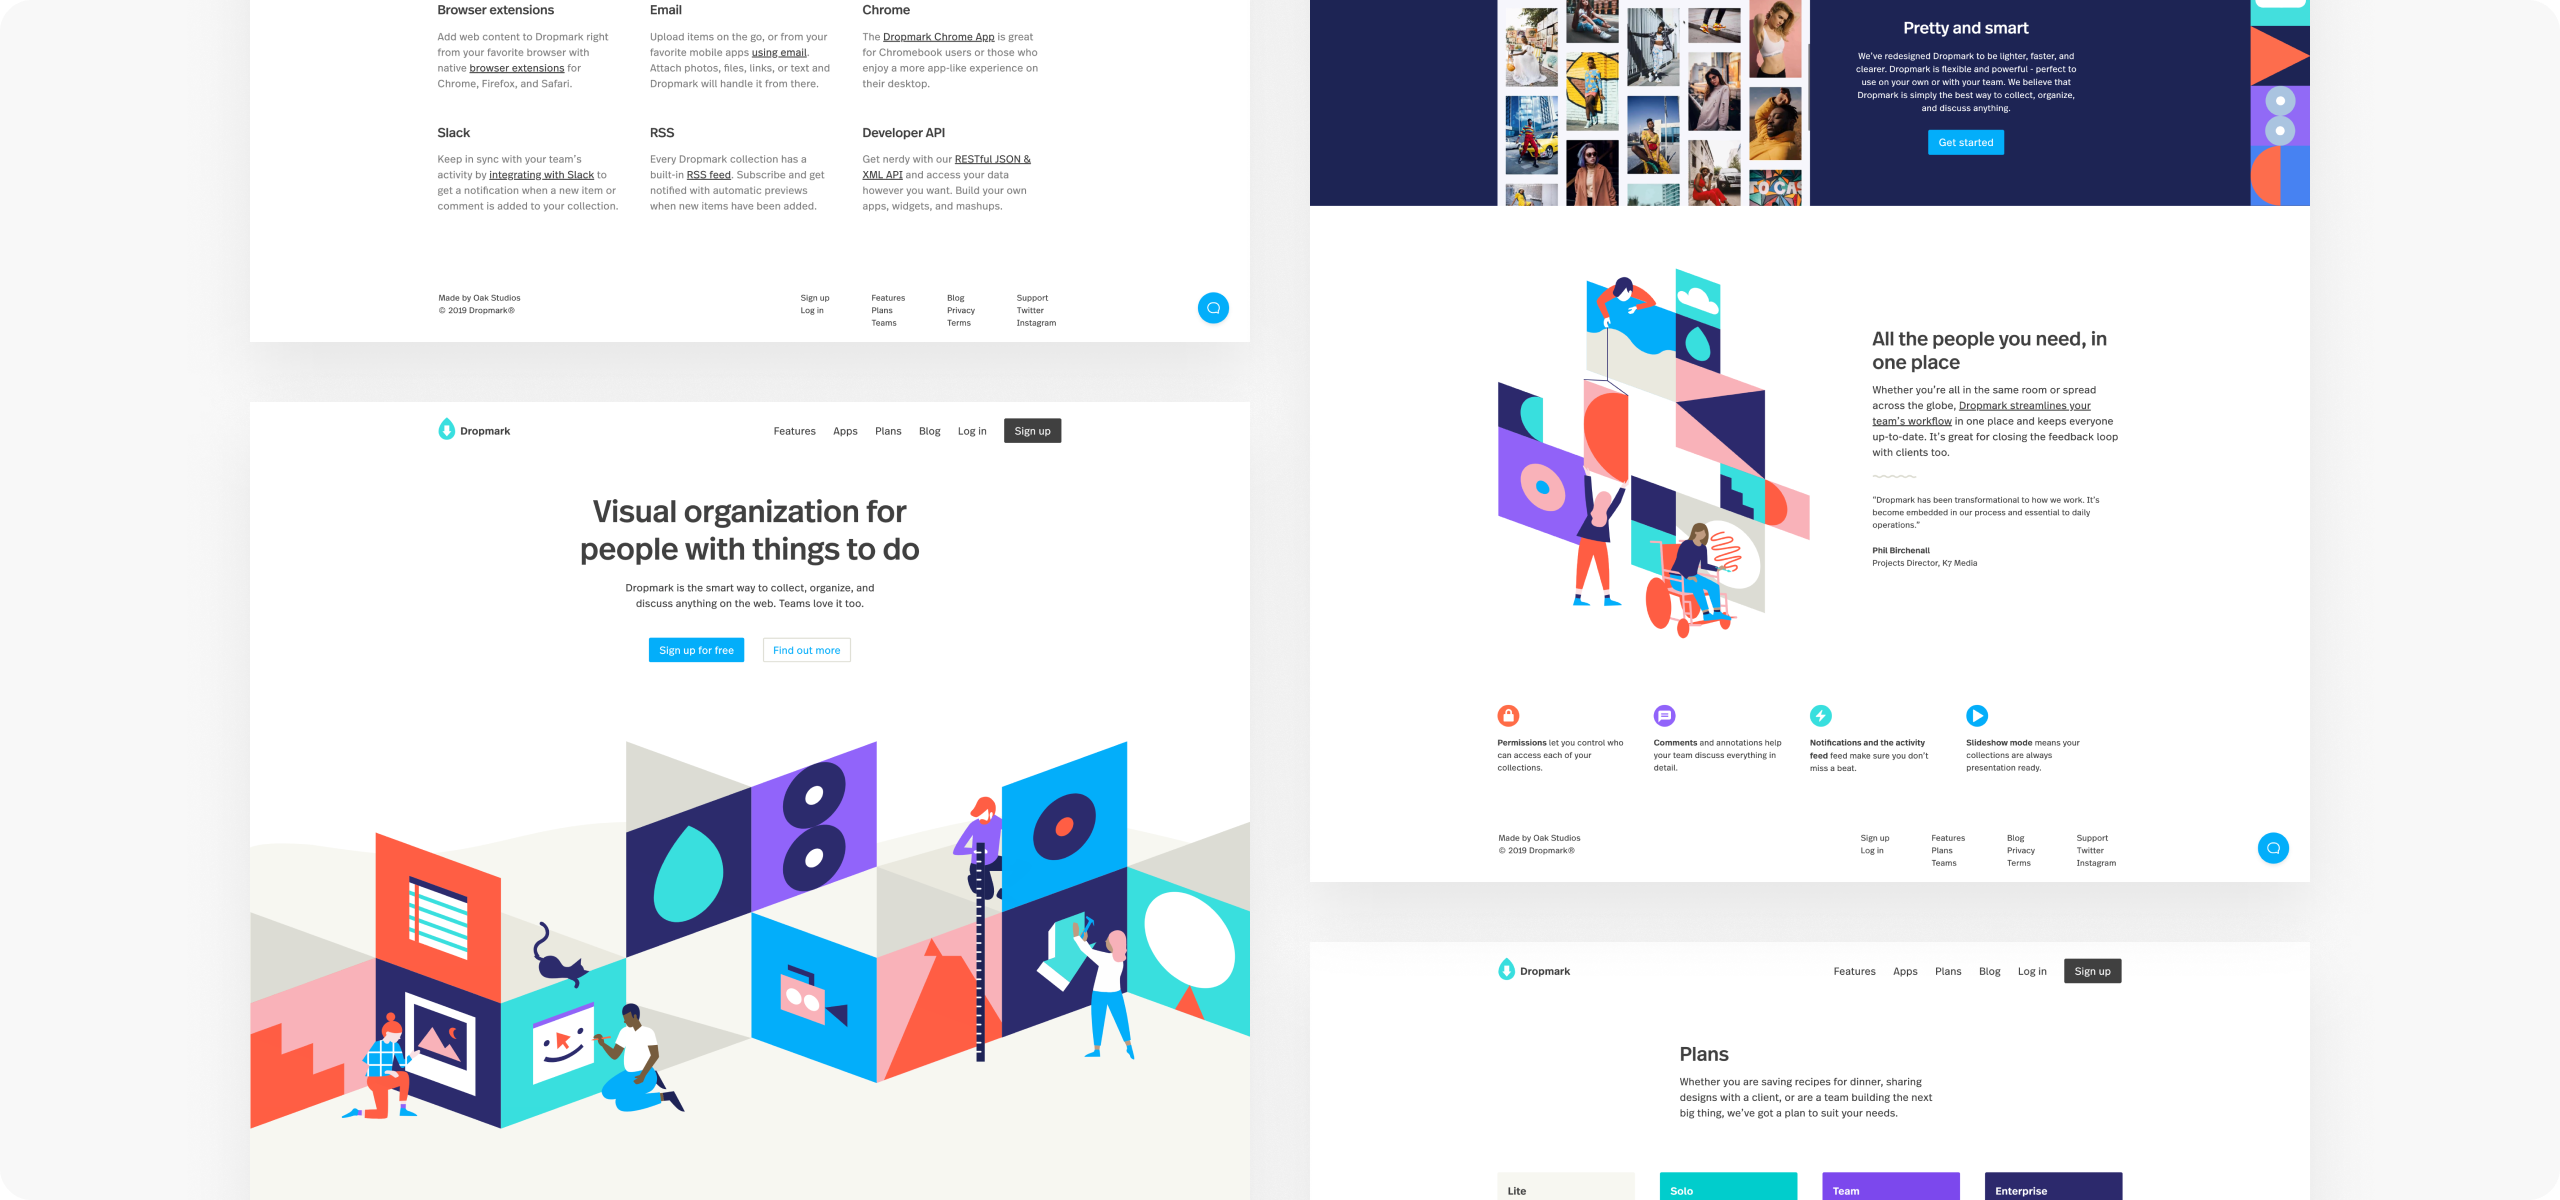 Browser extensions
Add web content to Dropmark right
from your favorite browser with
native browser extensions for
Chrome, Firefox, and Safari.
Email
Upload items on the go, or from your
favorite mobile apps using email.
Attach photos, files, links, or text and
Dropmark will handle it from there.
Chrome
The Dropmark Chrome App is great
for Chromebook users or those who
enjoy a more app-like experience on
their desktop.
Slack
Keep in sync with your team's
activity by integrating with Slack to
get a notification when a new item or
comment is added to your collection.
RSS
Every Dropmark collection has a
built-in RSS feed. Subscribe and get
notified with automatic previews
when new items have been added.
Developer API
Get nerdy with our RESTful JSON &
XML API and access your data
however you want. Build your own
apps, widgets, and mashups.
Made by Oak Studios
© 2019 Dropmark®
Sign up
Log in
Features
Plans
Teams
Blog
Privacy
Terms
Support
Twitter
Instagram
Dropmark
Features
Apps
Plans
Blog
Log in
Sign up
Visual organization for
people with things to do
Dropmark is the smart way to collect, organize, and
discuss anything on the web. Teams love it too.
Sign up for free
Find out more
Pretty and smart
We've redesigned Dropmark to be lighter, faster, and
clearer. Dropmark is flexible and powerful - perfect to
use on your own or with your team. We believe that
Dropmark is simply the best way to collect, organize,
and discuss anything.
Get started
All the people you need, in
one place
Whether you're all in the same room or spread
across the globe, Dropmark streamlines your
team's workflow in one place and keeps everyone
up-to-date. It's great for closing the feedback loop
with clients too.
"Dropmark has been transformational to how we work. It's
become embedded in our process and essential to daily
operations."
Phil Birchenall
Projects Director, K7 Media
Permissions let you control who
can access each of your
collections.
Comments and annotations help
your team discuss everything in
detail.
Notifications and the activity
feed feed make sure you don't
miss a beat.
Slideshow mode means your
collections are always
presentation ready.
Made by Oak Studios
© 2019 Dropmark®
Sign up
Log in
Features
Plans
Teams
Blog
Privacy
Terms
Support
Twitter
Instagram
Dropmark
Features
Apps
Plans
Blog
Log in
Sign up
Plans
Whether you are saving recipes for dinner, sharing
designs with a client, or are a team building the next
big thing, we've got a plan to suit your needs.
Lite
Solo
Team
Enterprise